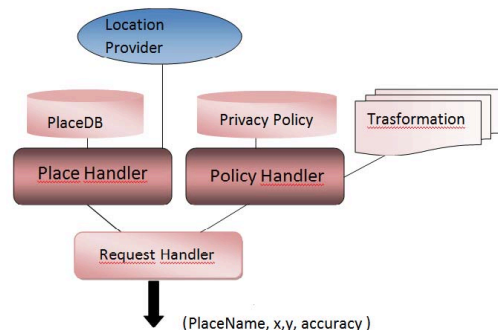 Location
Provider
PlaceDB
Privacy Policy
Trasformation
Place Handler
Policy Handler
Request Handler
(PlaceName, x,y, accuracy )